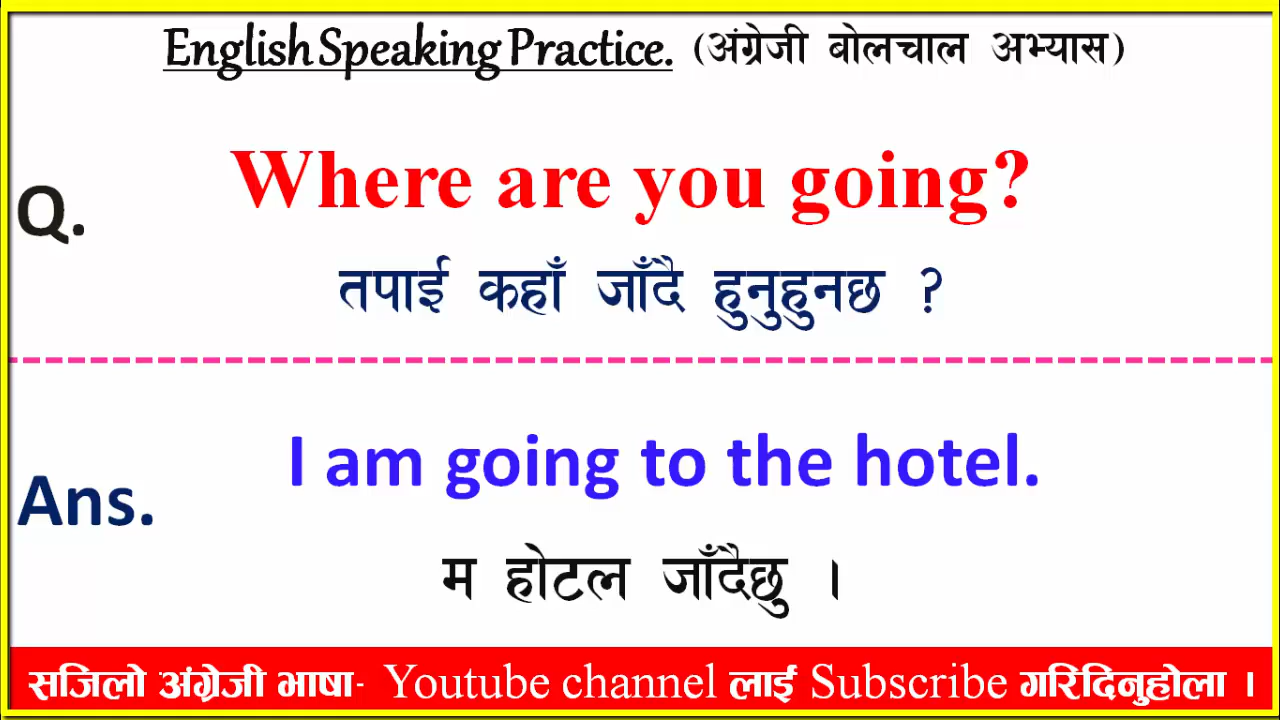 English Speaking Practice. (अंग्रेजी बोलचाल अभ्यास)
Q.
Where are you going?
तपाई कहाँ जाँदै हुनुहुनछ ?
Ans.
I am going to the hotel.
म होटल जाँदैछु ।
सजिलो अंग्रेजी भाषा- Youtube channel लाई Subscribe गरिदिनुहोला ।